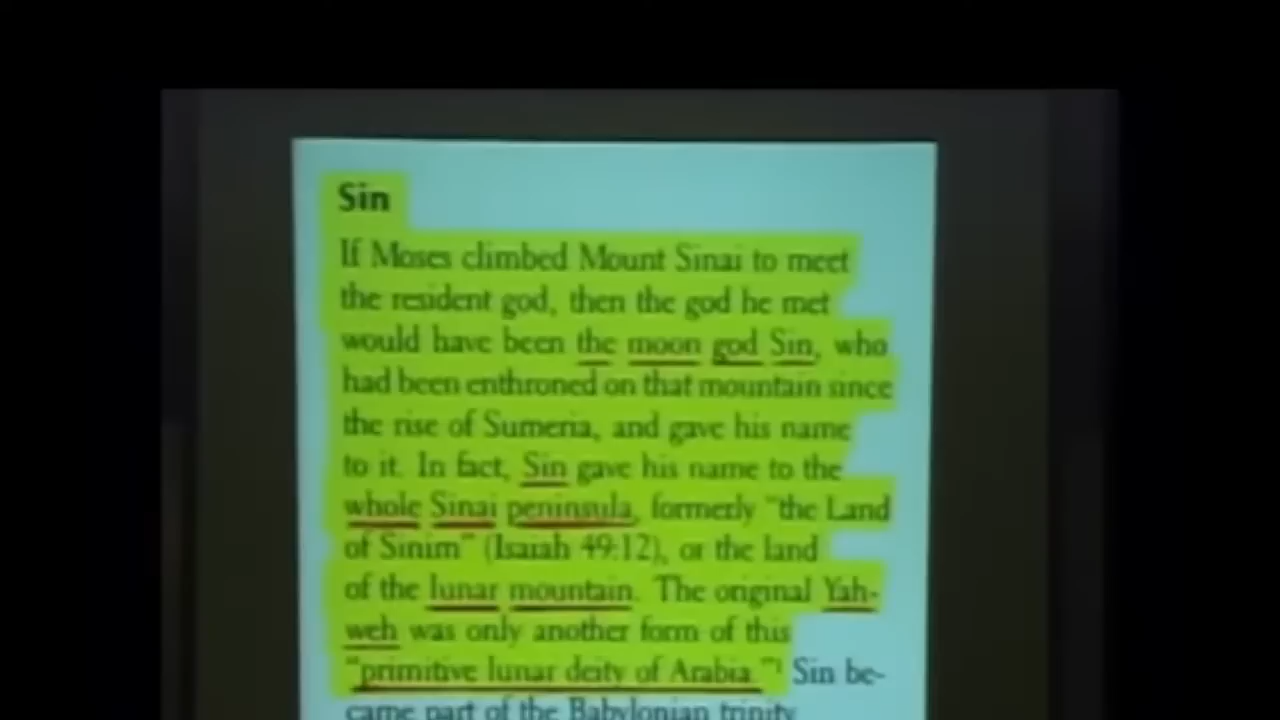 Sin
If Moses climbed Mount Sinai to meet
the resident god, then the god he met
would have been the moon god Sin, who
had been enthroned on that mountain since
the rise of Sumeria, and gave his name
to it. In fact, Sin gave his name to the
whole Sinai peninsula, formerly "the Land
of Sinim" (Isaiah 49:12), or the land
of the lunar mountain. The original Yah-
weh was only another form of this
"primitive lunar deity of Arabia."¹ Sin be-
came part of the Babylonian trinity